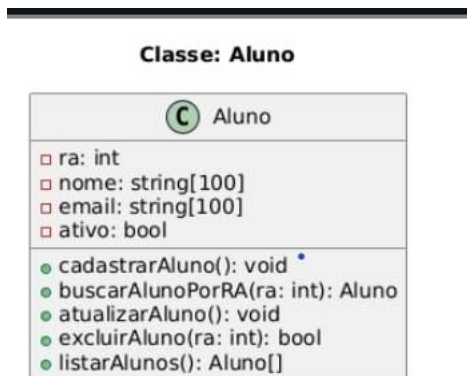 Classe: Aluno
C Aluno
ra: int
nome: string[100]
email: string[100]
ativo: bool
cadastrarAluno(): void
buscarAlunoPorRA(ra: int): Aluno
atualizarAluno(): void
excluirAluno(ra: int): bool
listarAlunos(): Aluno[]